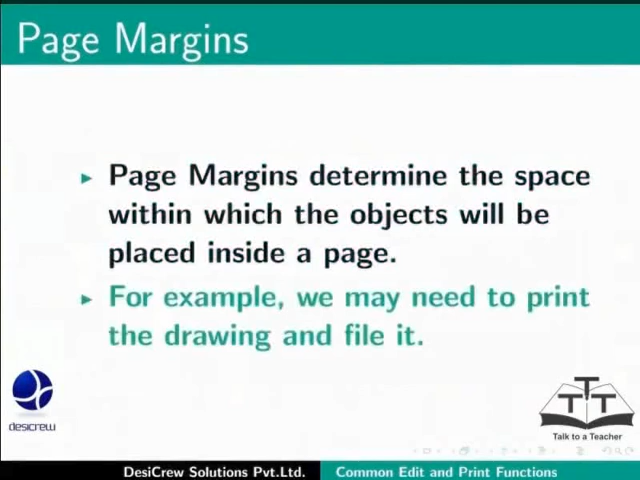 Page Margins
Page Margins determine the space
within which the objects will be
placed inside a page.
For example, we may need to print
the drawing and file it.
desicrew
TTT
Talk to a Teacher
DesiCrew Solutions Pvt.Ltd. Common Edit and Print Functions